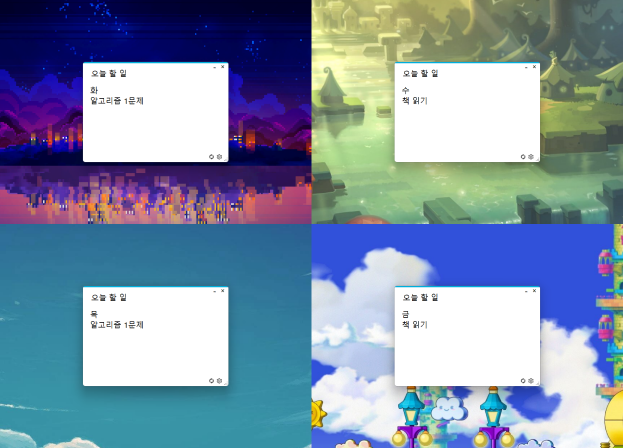 오늘 할 일
화
알고리즘 1문제
오늘 할 일
수
책 읽기
오늘 할 일
목
알고리즘 1문제
오늘 할 일
금
책 읽기